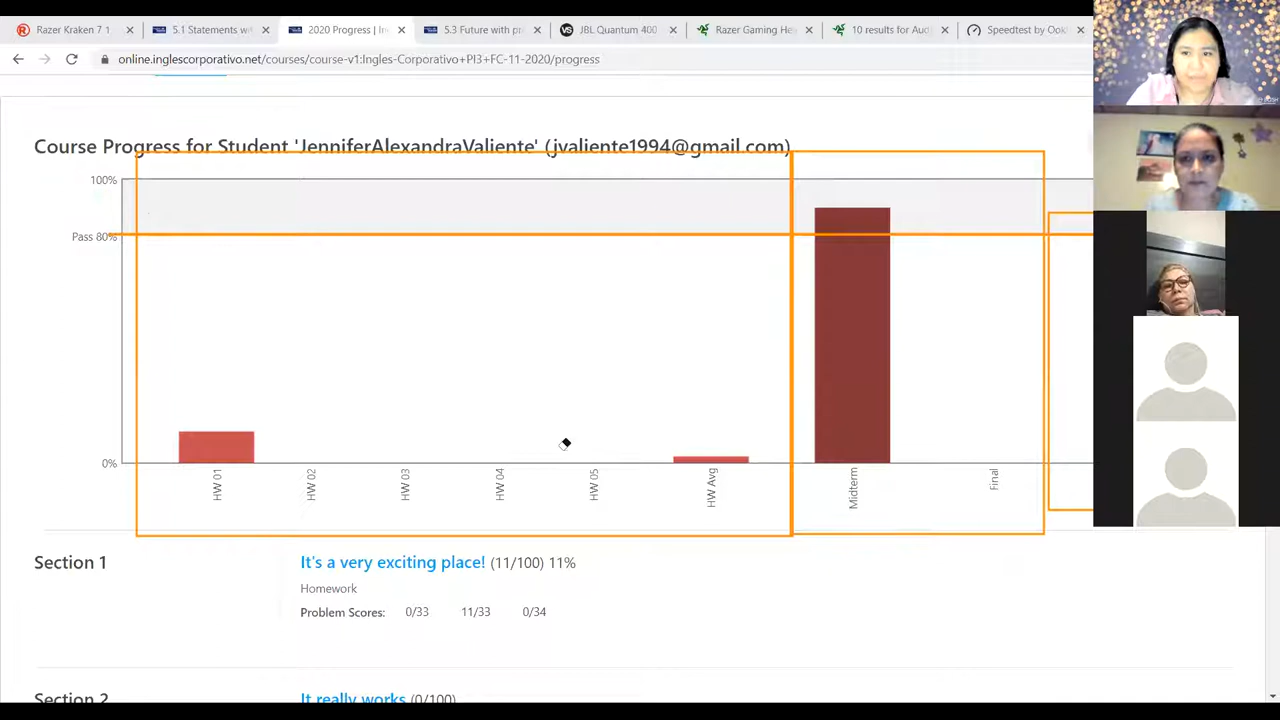 Razer Kraken 7 1
5.1 Statements wi
2020 Progress | In
5.3 Future with pr
JBL Quantum 400
Razer Gaming He
10 results for Aud
Speedtest by Ookl
online.inglescorporativo.net/courses/course-v1:Ingles-Corporativo+PI3+FC-11-2020/progress
Course Progress for Student 'JenniferAlexandraValiente' (jvaliente1994@gmail.com)
100%
Pass 80%
0%
HW 01
HW 02
HW 03
HW 04
HW 05
HW Avg
Midterm
Final
Section 1
It's a very exciting place! (11/100) 11%
Homework
Problem Scores: 0/33 11/33 0/34
Section 2
It really works (0/100)